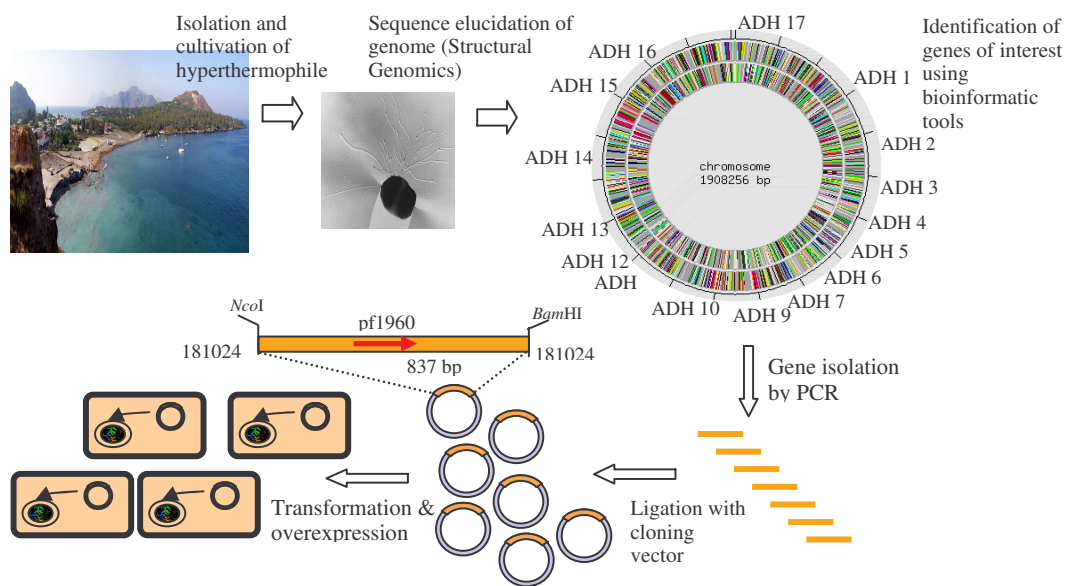 Isolation and
cultivation of
hyperthermophile
Sequence elucidation of
genome (Structural
Genomics)
Identification of
genes of interest
using
bioinformatic
tools
ADH 17
ADH 16
ADH 1
ADH 15
ADH 2
ADH 14
ADH 3
ADH 4
ADH 13
ADH 5
ADH 12
ADH 6
ADH
ADH 7
ADH 10
ADH 9
chromosome
1908256 bp
NcoI
BamHI
pf1960
181024
181024
837 bp
Gene isolation
by PCR
Ligation with
cloning
vector
Transformation &
overexpression